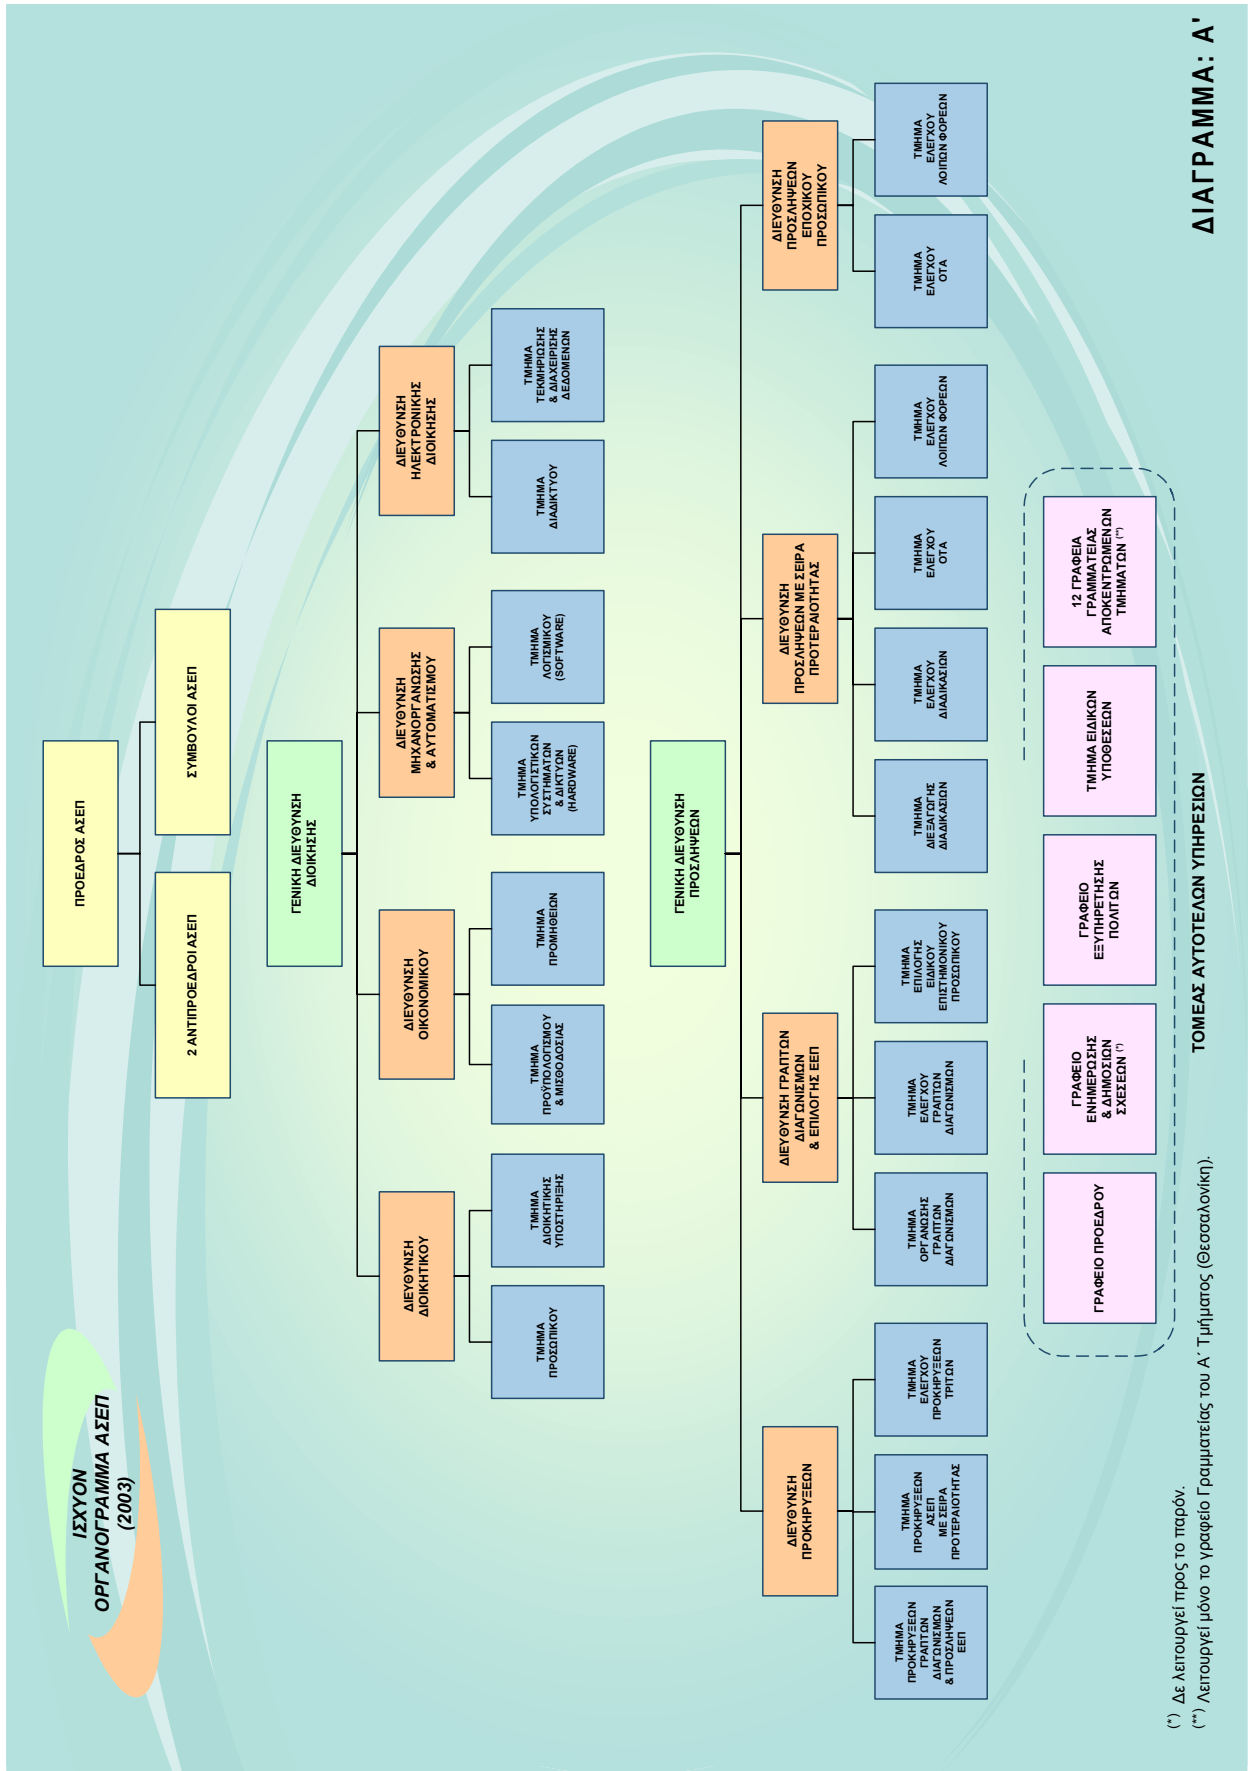 ΙΣΧΥΟΝ
ΟΡΓΑΝΟΓΡΑΜΜΑ ΑΣΕΠ
(2003)
ΠΡΟΕΔΡΟΣ ΑΣΕΠ
2 ΑΝΤΙΠΡΟΕΔΡΟΙ ΑΣΕΠ
ΣΥΜΒΟΥΛΟΙ ΑΣΕΠ
ΓΕΝΙΚΗ ΔΙΕΥΘΥΝΣΗ
ΔΙΟΙΚΗΣΗΣ
ΔΙΕΥΘΥΝΣΗ
ΔΙΟΙΚΗΤΙΚΟΥ
ΔΙΕΥΘΥΝΣΗ
ΟΙΚΟΝΟΜΙΚΟΥ
ΔΙΕΥΘΥΝΣΗ
ΜΗΧΑΝΟΡΓΑΝΩΣΗΣ
& ΑΥΤΟΜΑΤΙΣΜΟΥ
ΔΙΕΥΘΥΝΣΗ
ΗΛΕΚΤΡΟΝΙΚΗΣ
ΔΙΟΙΚΗΣΗΣ
ΤΜΗΜΑ
ΠΡΟΣΩΠΙΚΟΥ
ΤΜΗΜΑ
ΔΙΟΙΚΗΤΙΚΗΣ
ΥΠΟΣΤΗΡΙΞΗΣ
ΤΜΗΜΑ
ΠΡΟΫΠΟΛΟΓΙΣΜΟΥ
& ΜΙΣΘΟΔΟΣΙΑΣ
ΤΜΗΜΑ
ΠΡΟΜΗΘΕΙΩΝ
ΤΜΗΜΑ
ΥΠΟΛΟΓΙΣΤΙΚΩΝ
ΣΥΣΤΗΜΑΤΩΝ
& ΔΙΚΤΥΩΝ
(HARDWARE)
ΤΜΗΜΑ
ΛΟΓΙΣΜΙΚΟΥ
(SOFTWARE)
ΤΜΗΜΑ
ΔΙΑΔΙΚΤΥΟΥ
ΤΜΗΜΑ
ΤΕΚΜΗΡΙΩΣΗΣ
& ΔΙΑΧΕΙΡΙΣΗΣ
ΔΕΔΟΜΕΝΩΝ
ΓΕΝΙΚΗ ΔΙΕΥΘΥΝΣΗ
ΠΡΟΣΛΗΨΕΩΝ
ΔΙΕΥΘΥΝΣΗ
ΠΡΟΚΗΡΥΞΕΩΝ
ΔΙΕΥΘΥΝΣΗ ΓΡΑΠΤΩΝ
ΔΙΑΓΩΝΙΣΜΩΝ
& ΕΠΙΛΟΓΗΣ ΕΕΠ
ΔΙΕΥΘΥΝΣΗ
ΠΡΟΣΛΗΨΕΩΝ ΜΕ ΣΕΙΡΑ
ΠΡΟΤΕΡΑΙΟΤΗΤΑΣ
ΔΙΕΥΘΥΝΣΗ
ΠΡΟΣΛΗΨΕΩΝ
ΕΠΟΧΙΚΟΥ
ΠΡΟΣΩΠΙΚΟΥ
ΤΜΗΜΑ
ΠΡΟΚΗΡΥΞΕΩΝ
ΓΡΑΠΤΩΝ
ΔΙΑΓΩΝΙΣΜΩΝ
& ΠΡΟΣΛΗΨΕΩΣ
ΕΕΠ
ΤΜΗΜΑ
ΠΡΟΚΗΡΥΞΕΩΝ
ΑΣΕΠ
ΜΕ ΣΕΙΡΑ
ΠΡΟΤΕΡΑΙΟΤΗΤΑΣ
ΤΜΗΜΑ
ΕΛΕΓΧΟΥ
ΠΡΟΚΗΡΥΞΕΩΝ
ΤΡΙΤΩΝ
ΤΜΗΜΑ
ΟΡΓΑΝΩΣΗΣ
ΓΡΑΠΤΩΝ
ΔΙΑΓΩΝΙΣΜΩΝ
ΤΜΗΜΑ
ΕΛΕΓΧΟΥ
ΓΡΑΠΤΩΝ
ΔΙΑΓΩΝΙΣΜΩΝ
ΤΜΗΜΑ
ΕΠΙΛΟΓΗΣ
ΕΙΔΙΚΟΥ
ΕΠΙΣΤΗΜΟΝΙΚΟΥ
ΠΡΟΣΩΠΙΚΟΥ
ΤΜΗΜΑ
ΔΙΕΞΑΓΩΓΗΣ
ΔΙΑΔΙΚΑΣΙΩΝ
ΤΜΗΜΑ
ΕΛΕΓΧΟΥ
ΔΙΑΔΙΚΑΣΙΩΝ
ΤΜΗΜΑ
ΕΛΕΓΧΟΥ
ΟΤΑ
ΤΜΗΜΑ
ΕΛΕΓΧΟΥ
ΛΟΙΠΩΝ ΦΟΡΕΩΝ
ΤΜΗΜΑ
ΕΛΕΓΧΟΥ
ΟΤΑ
ΤΜΗΜΑ
ΕΛΕΓΧΟΥ
ΛΟΙΠΩΝ ΦΟΡΕΩΝ
ΓΡΑΦΕΙΟ ΠΡΟΕΔΡΟΥ
ΓΡΑΦΕΙΟ
ΕΝΗΜΕΡΩΣΗΣ
& ΔΗΜΟΣΙΩΝ
ΣΧΕΣΕΩΝ (*)
ΓΡΑΦΕΙΟ
ΕΞΥΠΗΡΕΤΗΣΗΣ
ΠΟΛΙΤΩΝ
ΤΜΗΜΑ ΕΙΔΙΚΩΝ
ΥΠΟΘΕΣΕΩΝ
12 ΓΡΑΦΕΙΑ
ΓΡΑΜΜΑΤΕΙΑΣ
ΑΠΟΚΕΝΤΡΩΜΕΝΩΝ
ΤΜΗΜΑΤΩΝ (**)
(*) Δε λειτουργεί προς το παρόν.
(**) Λειτουργεί μόνο το γραφείο Γραμματείας του Α΄ Τμήματος (Θεσσαλονίκη).
ΤΟΜΕΑΣ ΑΥΤΟΤΕΛΩΝ ΥΠΗΡΕΣΙΩΝ
ΔΙΑΓΡΑΜΜΑ: Α'